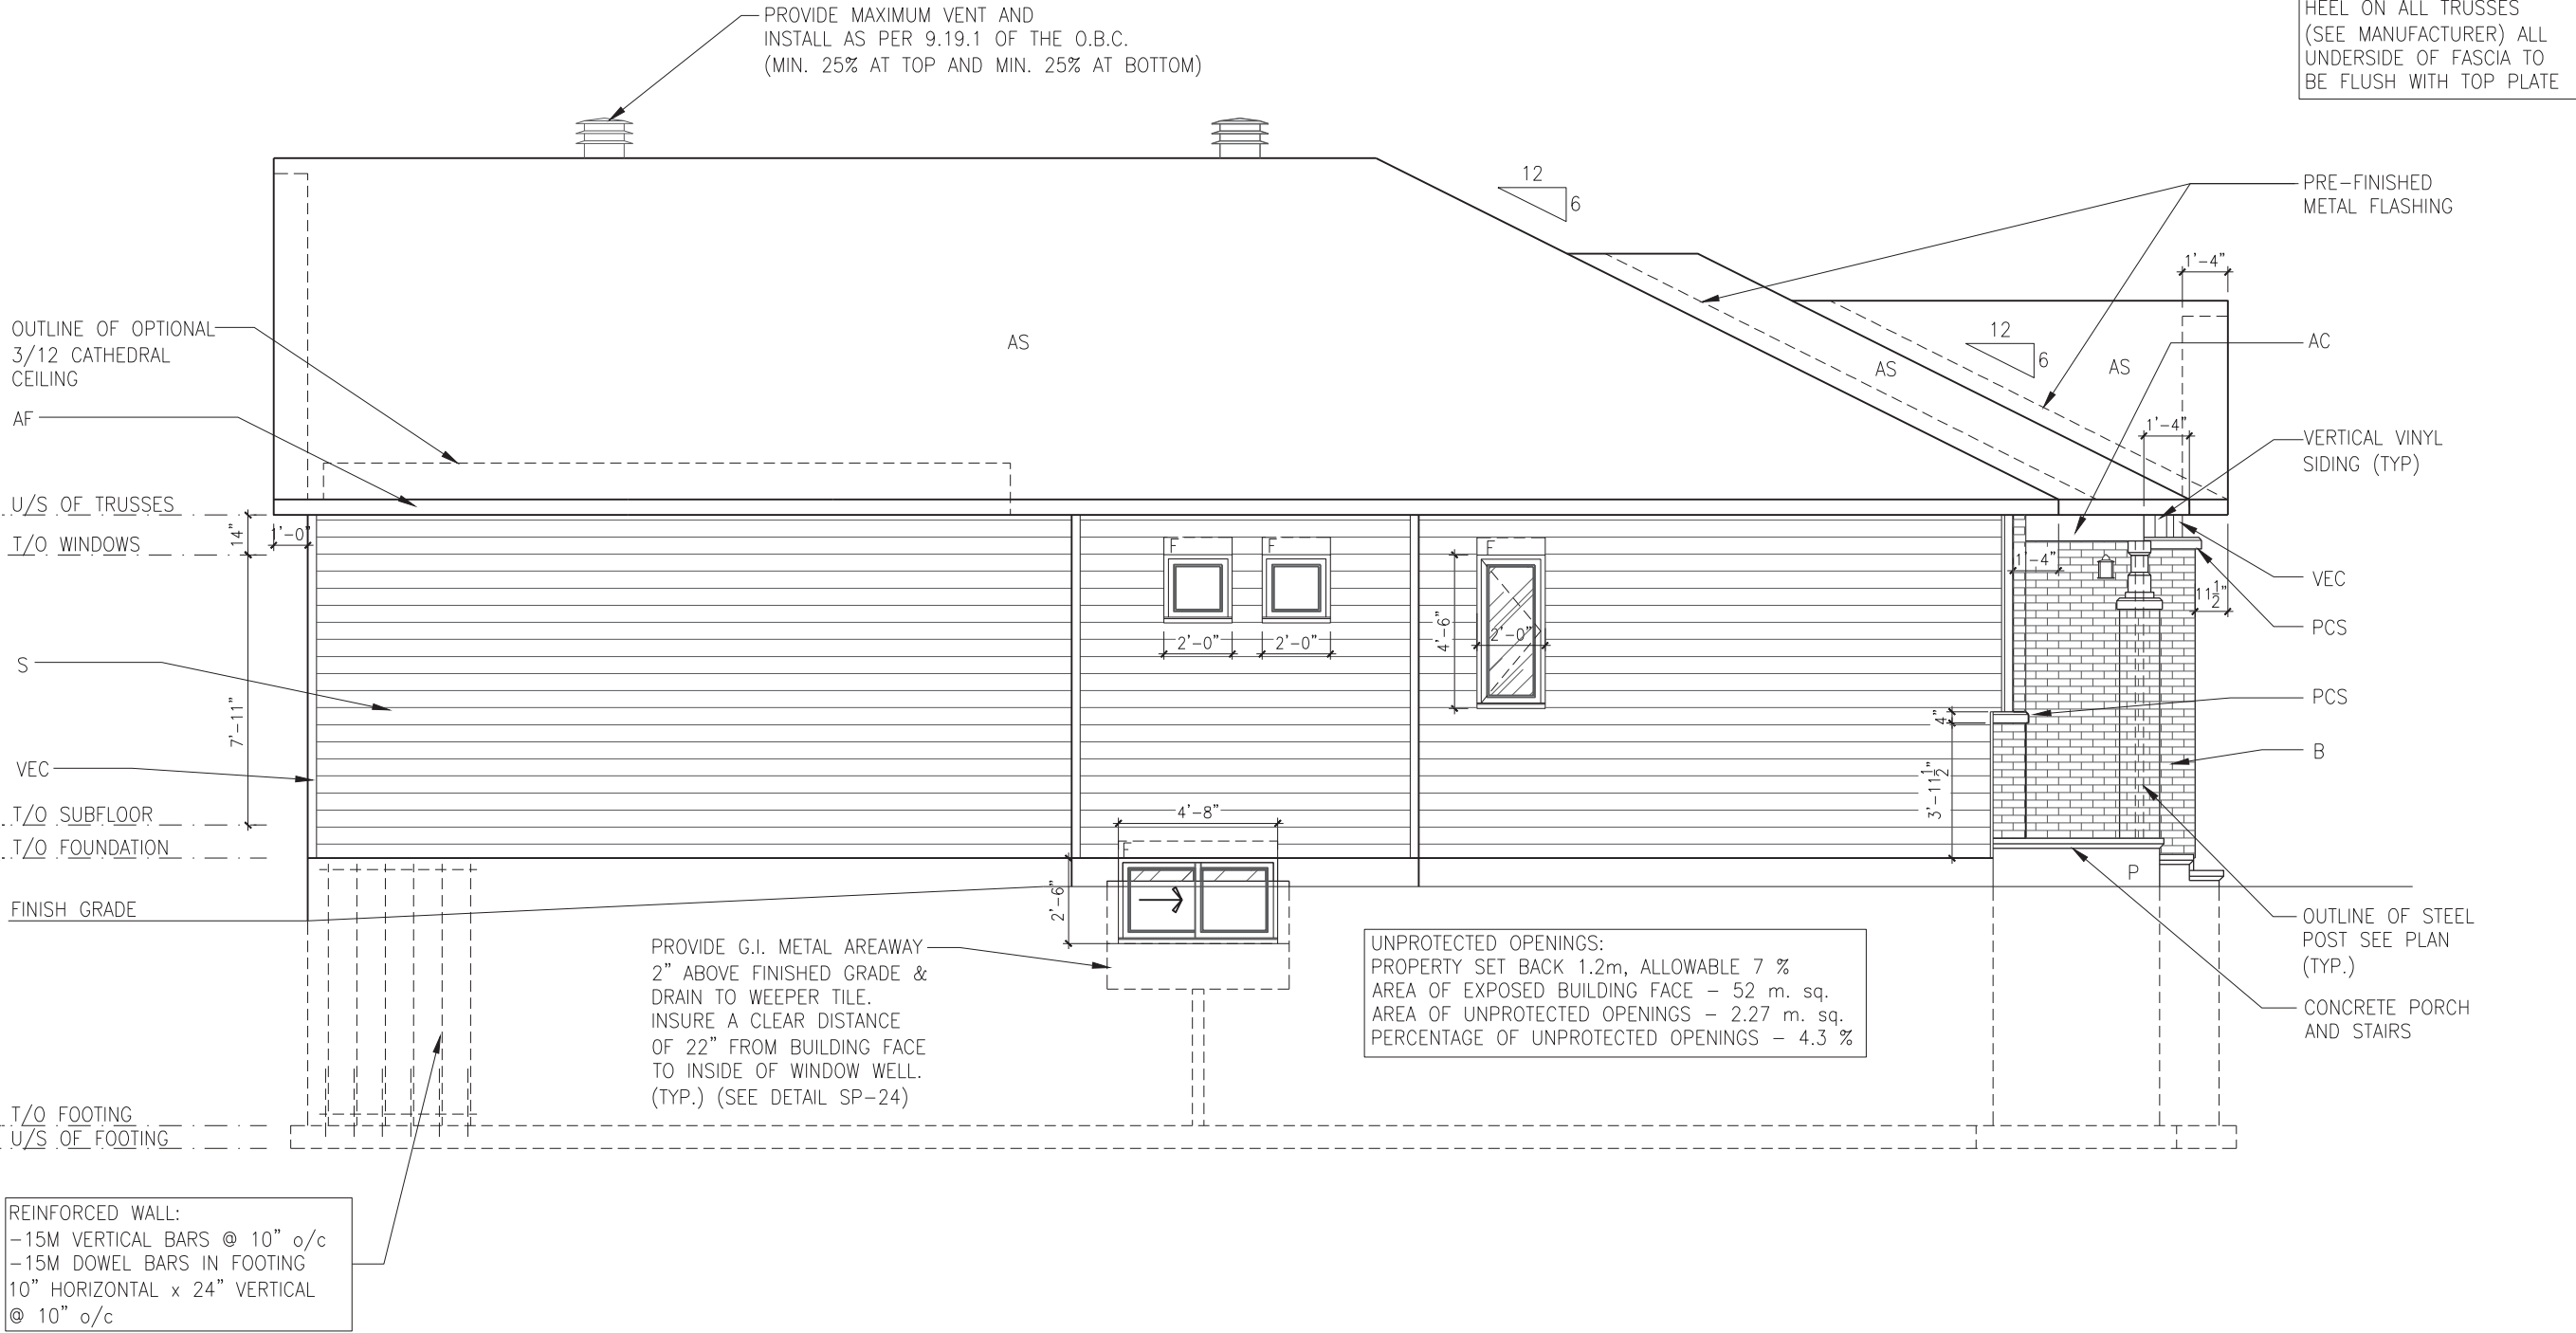 PROVIDE MAXIMUM VENT AND
INSTALL AS PER 9.19.1 OF THE O.B.C.
(MIN. 25% AT TOP AND MIN. 25% AT BOTTOM)
HEEL ON ALL TRUSSES
(SEE MANUFACTURER) ALL
UNDERSIDE OF FASCIA TO
BE FLUSH WITH TOP PLATE
12
6
PRE-FINISHED
METAL FLASHING
1'-4"
OUTLINE OF OPTIONAL
3/12 CATHEDRAL
CEILING
AS
12
6
AS
AS
AC
AF
1'-4"
VERTICAL VINYL
SIDING (TYP)
U/S OF TRUSSES
14"
1'-0"
T/O WINDOWS
F
F
F
1'-4"
VEC
11 1/2"
PCS
2'-0"
2'-0"
4'-6"
2'-0"
S
7'-11"
4"
PCS
VEC
3'-11 1/2"
B
T/O SUBFLOOR
4'-8"
T/O FOUNDATION
F
P
2'-6"
FINISH GRADE
OUTLINE OF STEEL
POST SEE PLAN
(TYP.)
PROVIDE G.I. METAL AREAWAY
2" ABOVE FINISHED GRADE &
DRAIN TO WEEPER TILE.
INSURE A CLEAR DISTANCE
OF 22" FROM BUILDING FACE
TO INSIDE OF WINDOW WELL.
(TYP.) (SEE DETAIL SP-24)
UNPROTECTED OPENINGS:
PROPERTY SET BACK 1.2m, ALLOWABLE 7 %
AREA OF EXPOSED BUILDING FACE - 52 m. sq.
AREA OF UNPROTECTED OPENINGS - 2.27 m. sq.
PERCENTAGE OF UNPROTECTED OPENINGS - 4.3 %
CONCRETE PORCH
AND STAIRS
T/O FOOTING
U/S OF FOOTING
REINFORCED WALL:
-15M VERTICAL BARS @ 10" o/c
-15M DOWEL BARS IN FOOTING
10" HORIZONTAL x 24" VERTICAL
@ 10" o/c